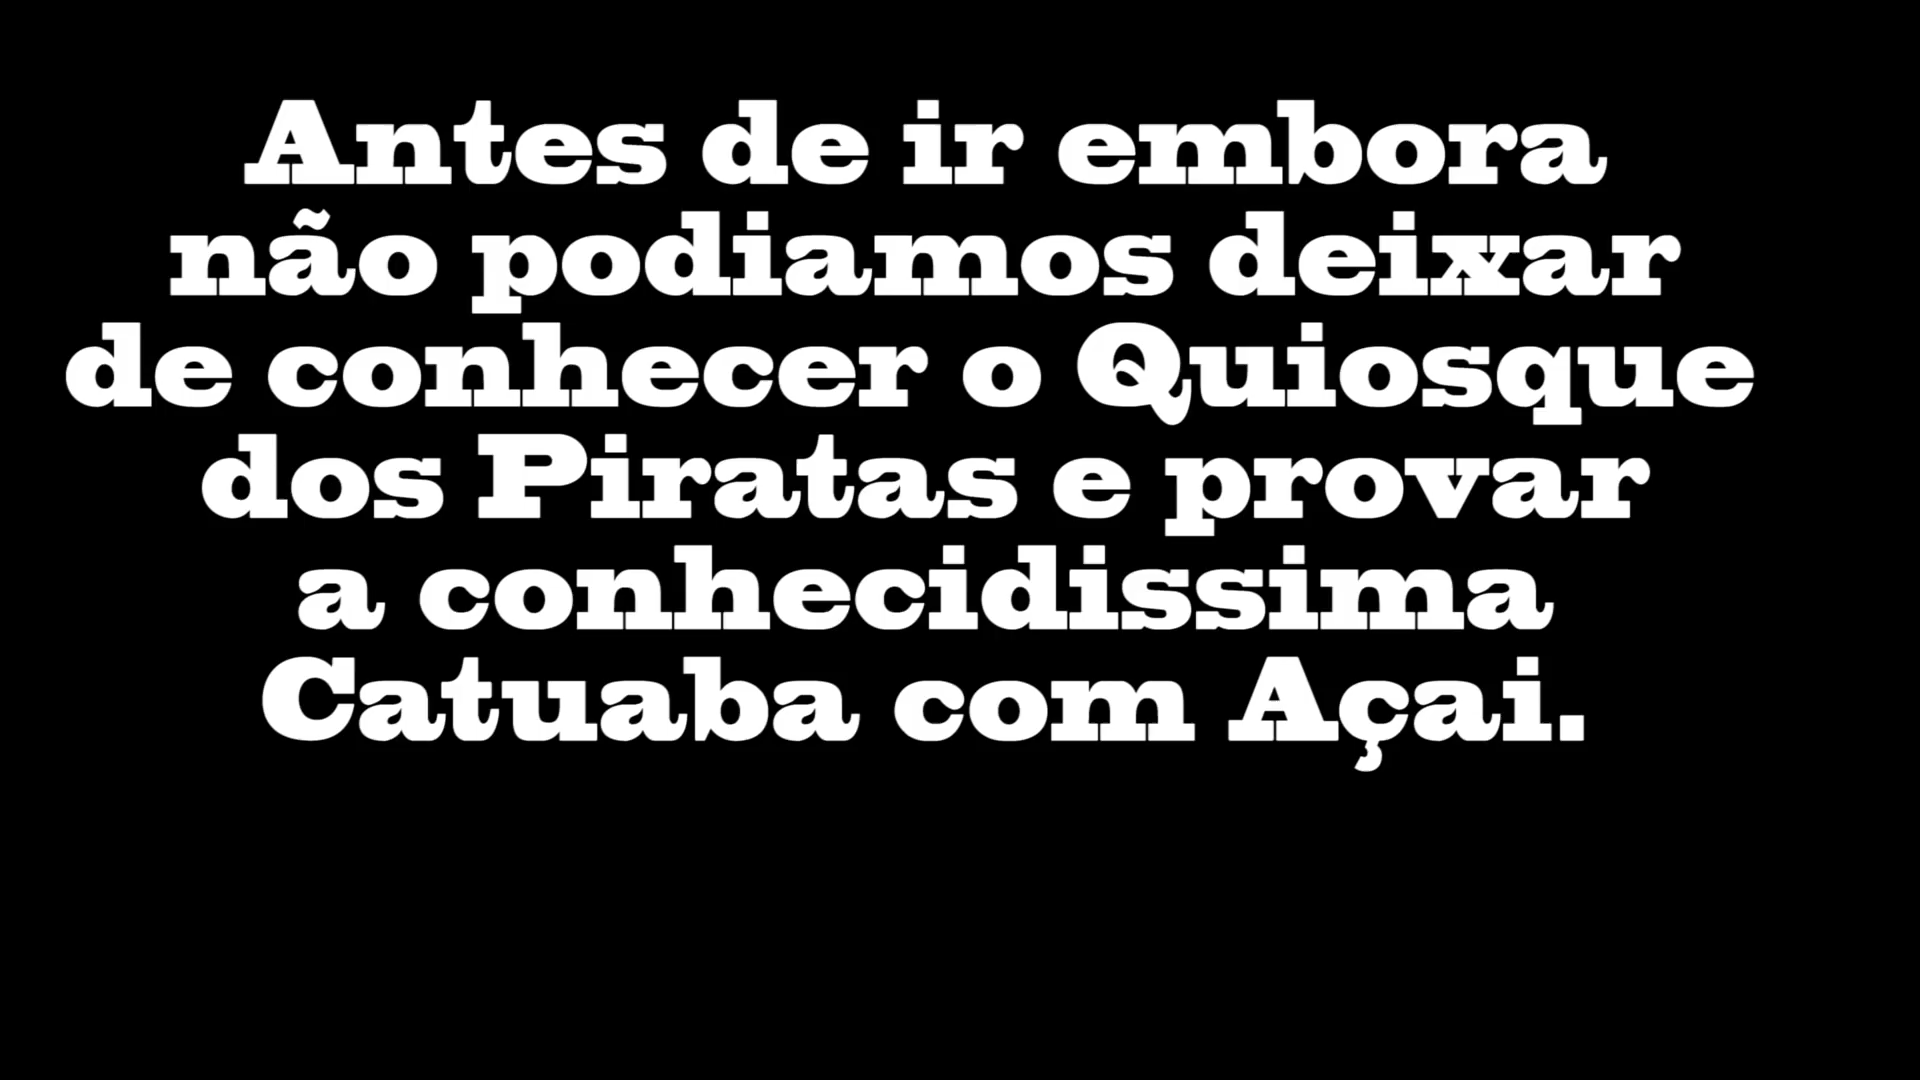 Antes de ir embora
não podiamos deixar
de conhecer o Quiosque
dos Piratas e provar
a conhecidissima
Catuaba com Açai.